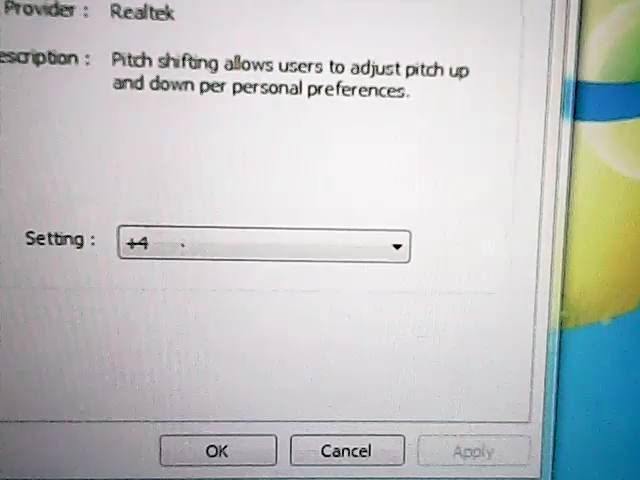 Provider : Realtek
escription : Pitch shifting allows users to adjust pitch up
and down per personal preferences.
Setting : +4
OK Cancel Apply